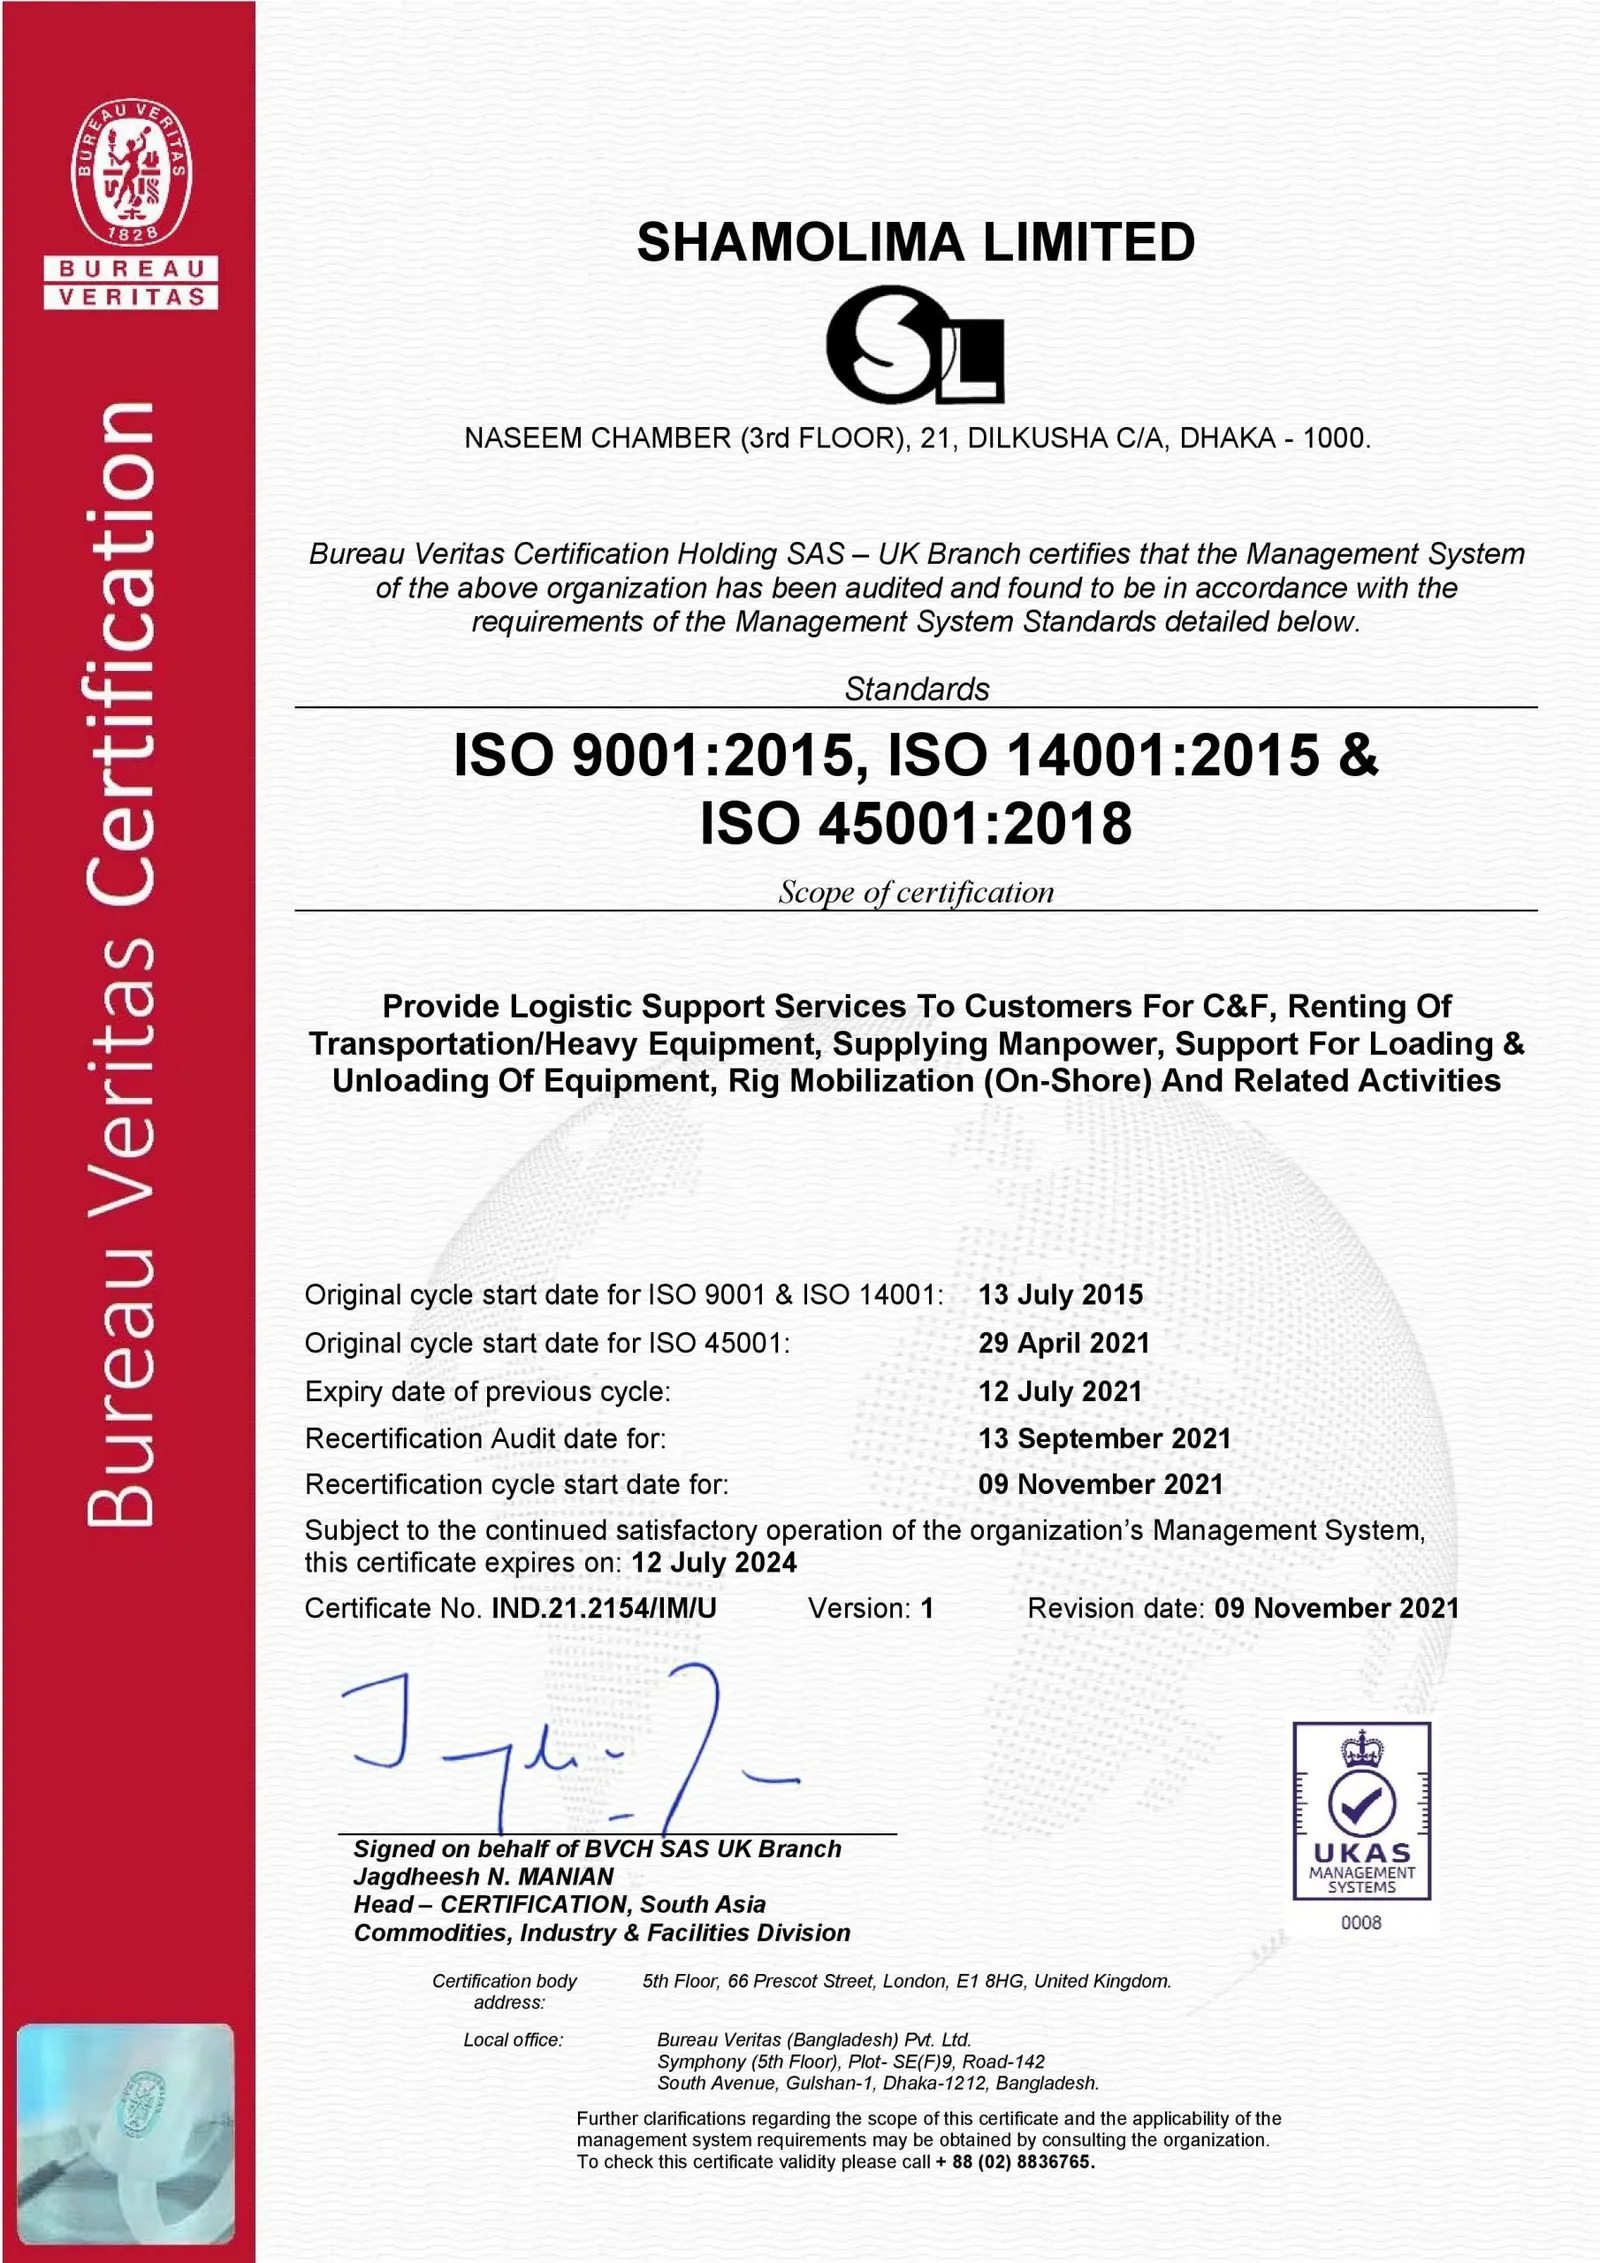 BUREAU VERITAS
1828
BUREAU
VERITAS
Bureau Veritas Certification
SHAMOLIMA LIMITED
SL
NASEEM CHAMBER (3rd FLOOR), 21, DILKUSHA C/A, DHAKA - 1000.
Bureau Veritas Certification Holding SAS – UK Branch certifies that the Management System
of the above organization has been audited and found to be in accordance with the
requirements of the Management System Standards detailed below.
Standards
ISO 9001:2015, ISO 14001:2015 &
ISO 45001:2018
Scope of certification
Provide Logistic Support Services To Customers For C&F, Renting Of
Transportation/Heavy Equipment, Supplying Manpower, Support For Loading &
Unloading Of Equipment, Rig Mobilization (On-Shore) And Related Activities
Original cycle start date for ISO 9001 & ISO 14001: 13 July 2015
Original cycle start date for ISO 45001: 29 April 2021
Expiry date of previous cycle: 12 July 2021
Recertification Audit date for: 13 September 2021
Recertification cycle start date for: 09 November 2021
Subject to the continued satisfactory operation of the organization's Management System,
this certificate expires on: 12 July 2024
Certificate No. IND.21.2154/IM/U Version: 1 Revision date: 09 November 2021
Signed on behalf of BVCH SAS UK Branch
Jagdheesh N. MANIAN
Head – CERTIFICATION, South Asia
Commodities, Industry & Facilities Division
UKAS
MANAGEMENT
SYSTEMS
0008
Certification body 5th Floor, 66 Prescot Street, London, E1 8HG, United Kingdom.
address:
Local office: Bureau Veritas (Bangladesh) Pvt. Ltd.
Symphony (5th Floor), Plot- SE(F)9, Road-142
South Avenue, Gulshan-1, Dhaka-1212, Bangladesh.
Further clarifications regarding the scope of this certificate and the applicability of the
management system requirements may be obtained by consulting the organization.
To check this certificate validity please call + 88 (02) 8836765.